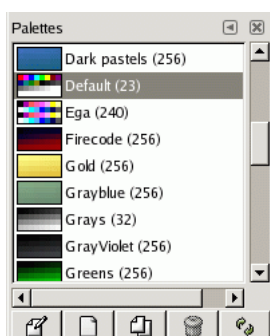 Palettes
Dark pastels (256)
Default (23)
Ega (240)
Firecode (256)
Gold (256)
Grayblue (256)
Grays (32)
GrayViolet (256)
Greens (256)